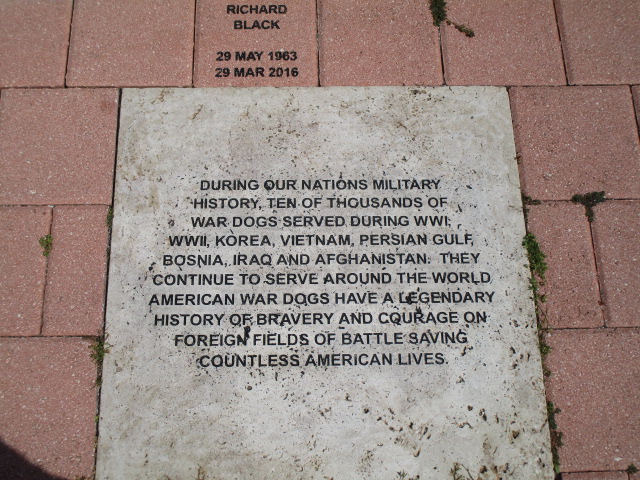 RICHARD
BLACK
29 MAY 1963
29 MAR 2016
DURING OUR NATIONS MILITARY
HISTORY, TEN OF THOUSANDS OF
WAR DOGS SERVED DURING WWI,
WWII, KOREA, VIETNAM, PERSIAN GULF,
BOSNIA, IRAQ AND AFGHANISTAN. THEY
CONTINUE TO SERVE AROUND THE WORLD
AMERICAN WAR DOGS HAVE A LEGENDARY
HISTORY OF BRAVERY AND COURAGE ON
FOREIGN FIELDS OF BATTLE SAVING
COUNTLESS AMERICAN LIVES.